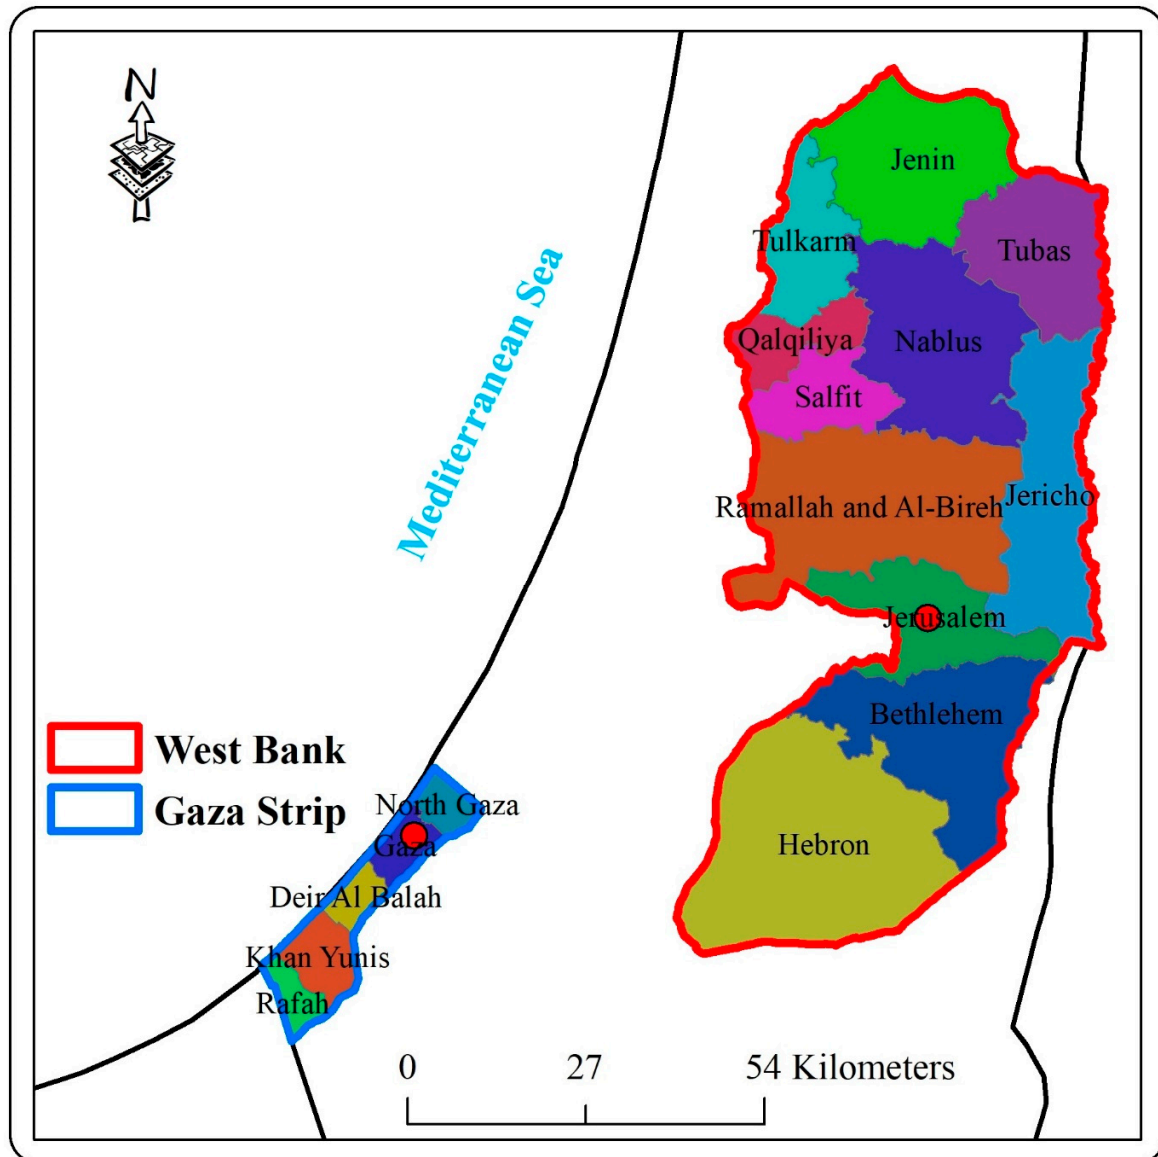 N
Jenin
Tulkarm
Tubas
Mediterranean Sea
Qalqiliya
Nablus
Salfit
Ramallah and Al-Bireh
Jericho
Jerusalem
Bethlehem
West Bank
Gaza Strip
North Gaza
Gaza
Hebron
Deir Al Balah
Khan Yunis
Rafah
0 27 54 Kilometers